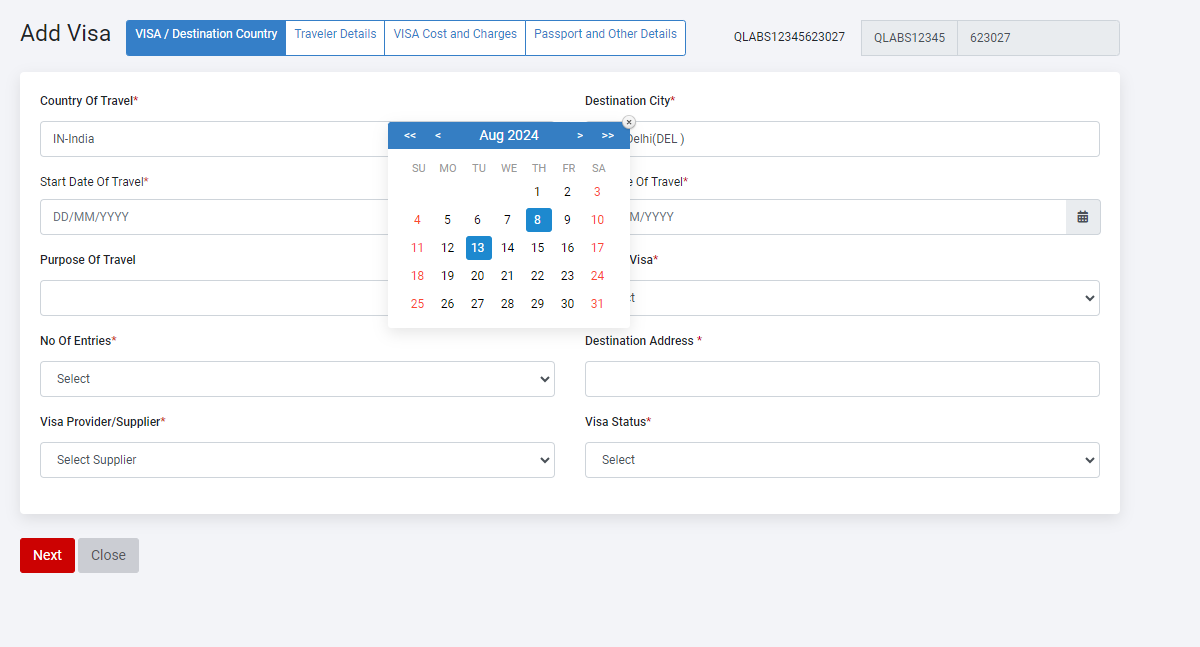 Add Visa
VISA / Destination Country Traveler Details VISA Cost and Charges Passport and Other Details
QLABS12345623027 QLABS12345 623027
Country Of Travel* Destination City*
IN-India Delhi(DEL )
<< < Aug 2024 > >> ×
SU MO TU WE TH FR SA
1 2 3
4 5 6 7 8 9 10
11 12 13 14 15 16 17
18 19 20 21 22 23 24
25 26 27 28 29 30 31
Start Date Of Travel* Of Travel*
DD/MM/YYYY M/YYYY
Purpose Of Travel Visa*
No Of Entries* Destination Address *
Select
Visa Provider/Supplier* Visa Status*
Select Supplier Select
Next Close